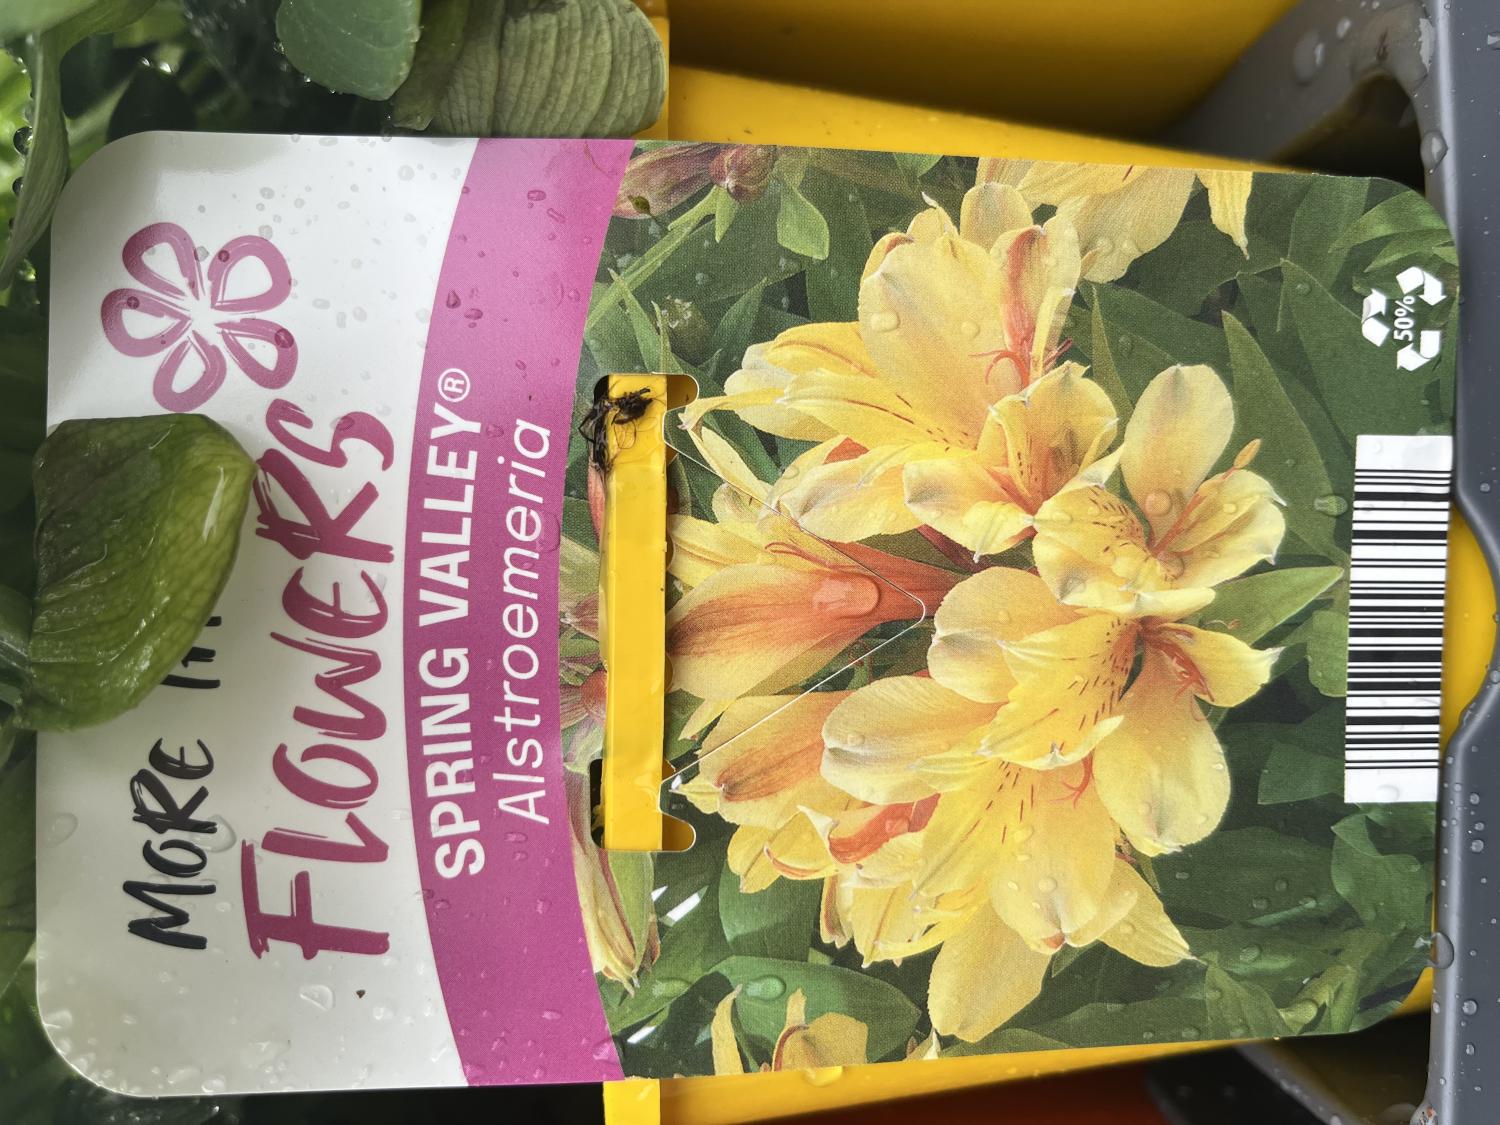 MORE
FLOWERS
SPRING VALLEY®
Alstroemeria
50%